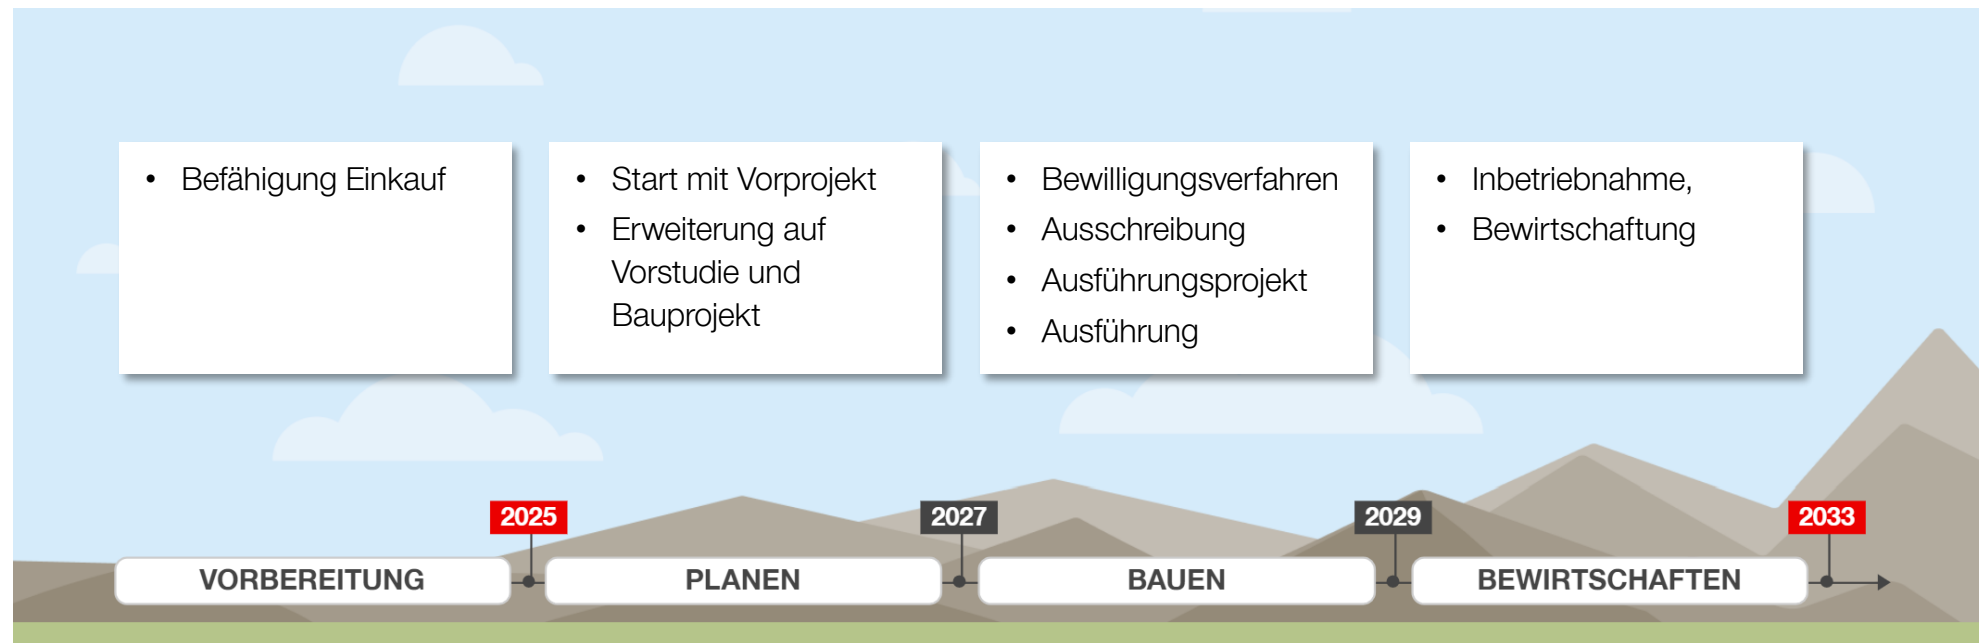 • Befähigung Einkauf
• Start mit Vorprojekt
• Erweiterung auf
Vorstudie und
Bauprojekt
• Bewilligungsverfahren
• Ausschreibung
• Ausführungsprojekt
• Ausführung
• Inbetriebnahme,
• Bewirtschaftung
2025
2027
2029
2033
VORBEREITUNG
PLANEN
BAUEN
BEWIRTSCHAFTEN